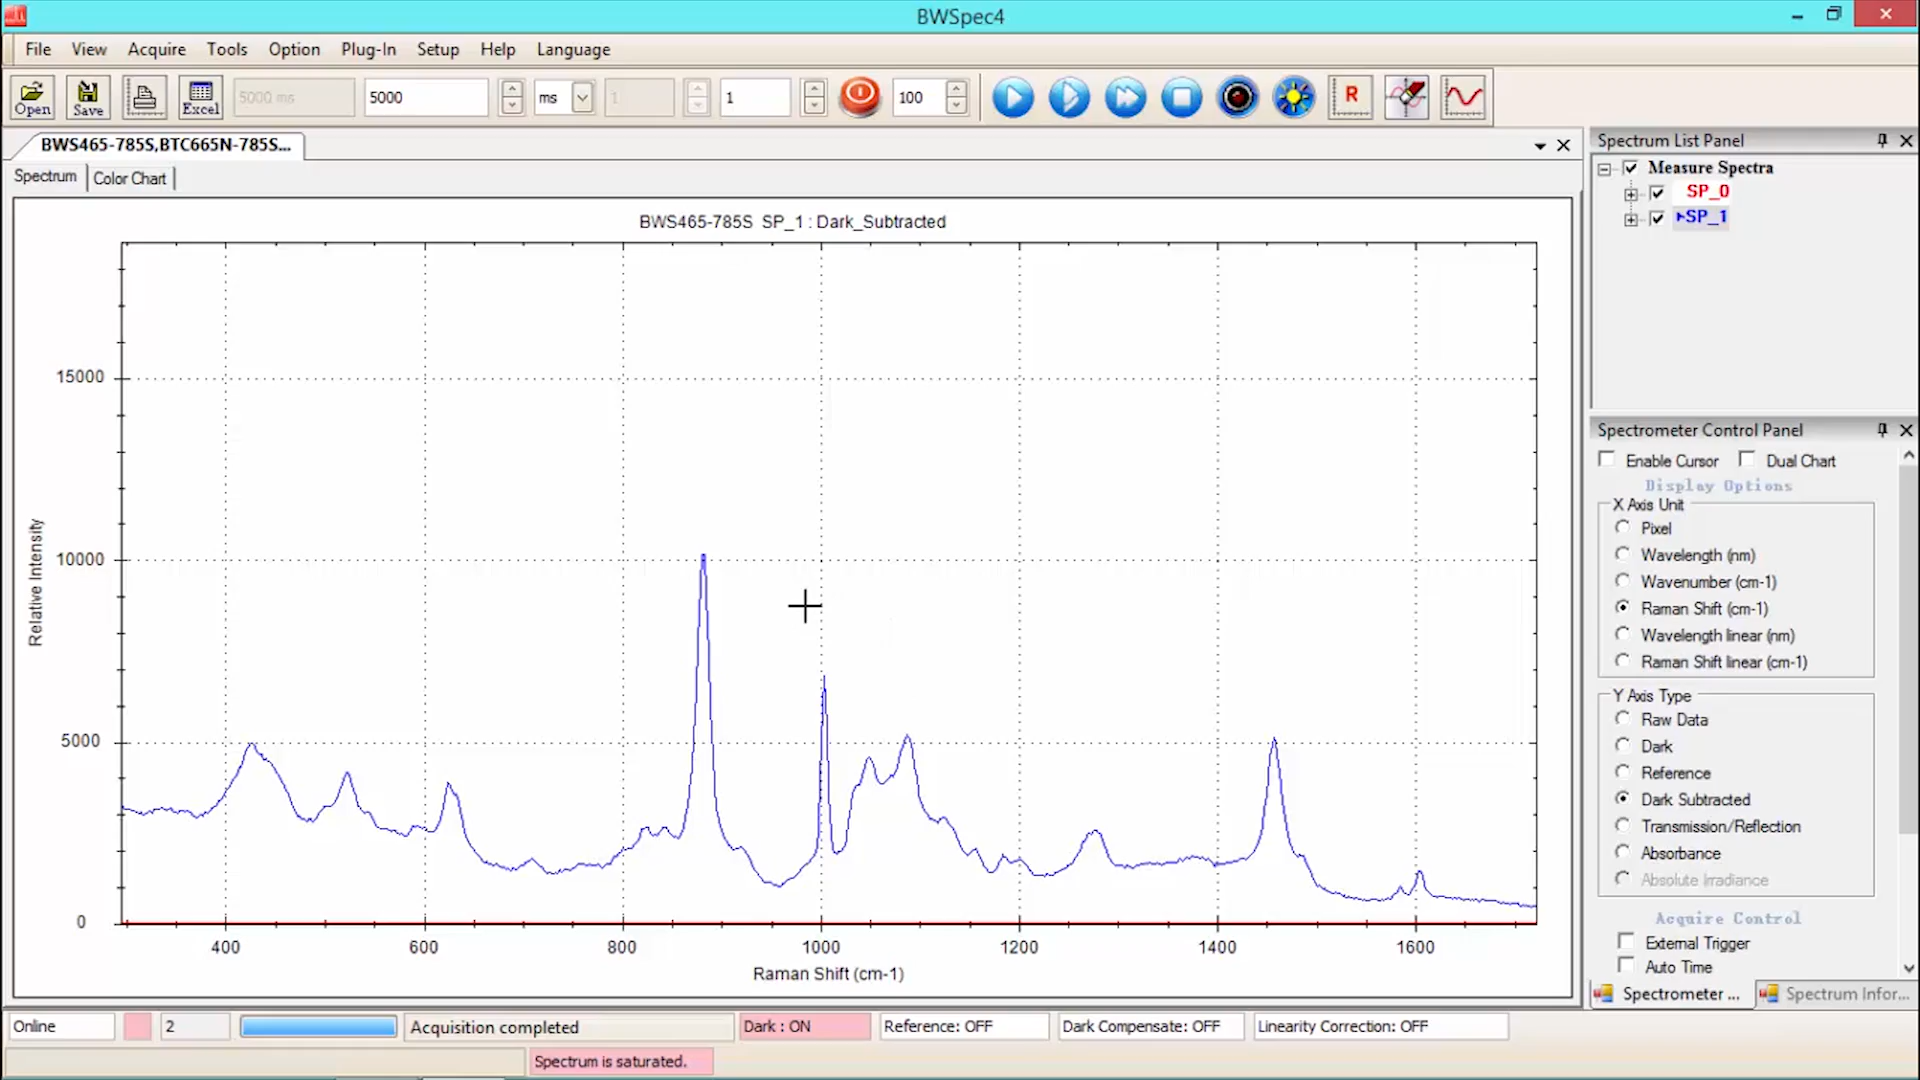 BWSpec4
File View Acquire Tools Option Plug-In Setup Help Language
Open Save Excel 5000 ms 5000 ms 1 1 100 R
BWS465-785S,BTC665N-785S...
Spectrum Color Chart
BWS465-785S SP_1 : Dark_Subtracted
15000
10000
5000
0
Relative Intensity
400 600 800 1000 1200 1400 1600
Raman Shift (cm-1)
Spectrum List Panel
Measure Spectra
SP_0
SP_1
Spectrometer Control Panel
Enable Cursor Dual Chart
Display Options
X Axis Unit
Pixel
Wavelength (nm)
Wavenumber (cm-1)
Raman Shift (cm-1)
Wavelength linear (nm)
Raman Shift linear (cm-1)
Y Axis Type
Raw Data
Dark
Reference
Dark Subtracted
Transmission/Reflection
Absorbance
Absolute Irradiance
Acquire Control
External Trigger
Auto Time
Spectrometer ... Spectrum Infor...
Online 2 Acquisition completed Dark : ON Reference: OFF Dark Compensate: OFF Linearity Correction: OFF
Spectrum is saturated.